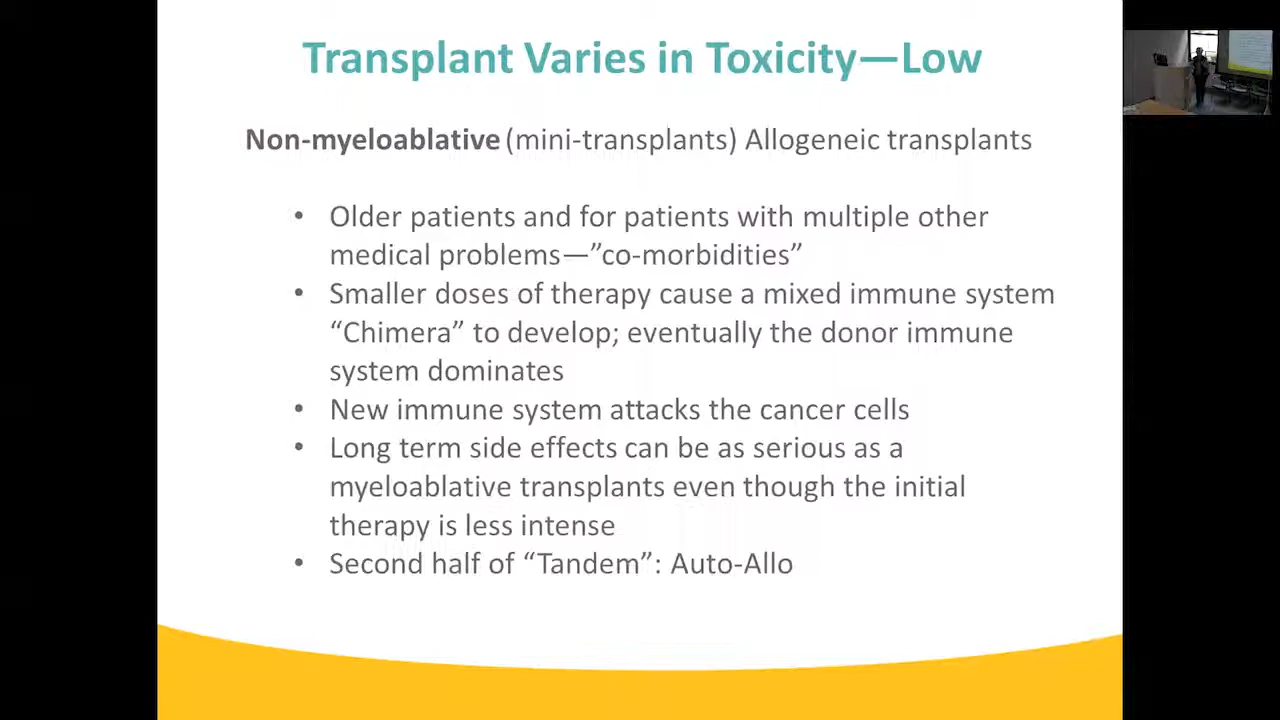 Transplant Varies in Toxicity—Low
Non-myeloablative (mini-transplants) Allogeneic transplants
• Older patients and for patients with multiple other
medical problems—”co-morbidities”
• Smaller doses of therapy cause a mixed immune system
“Chimera” to develop; eventually the donor immune
system dominates
• New immune system attacks the cancer cells
• Long term side effects can be as serious as a
myeloablative transplants even though the initial
therapy is less intense
• Second half of “Tandem”: Auto-Allo